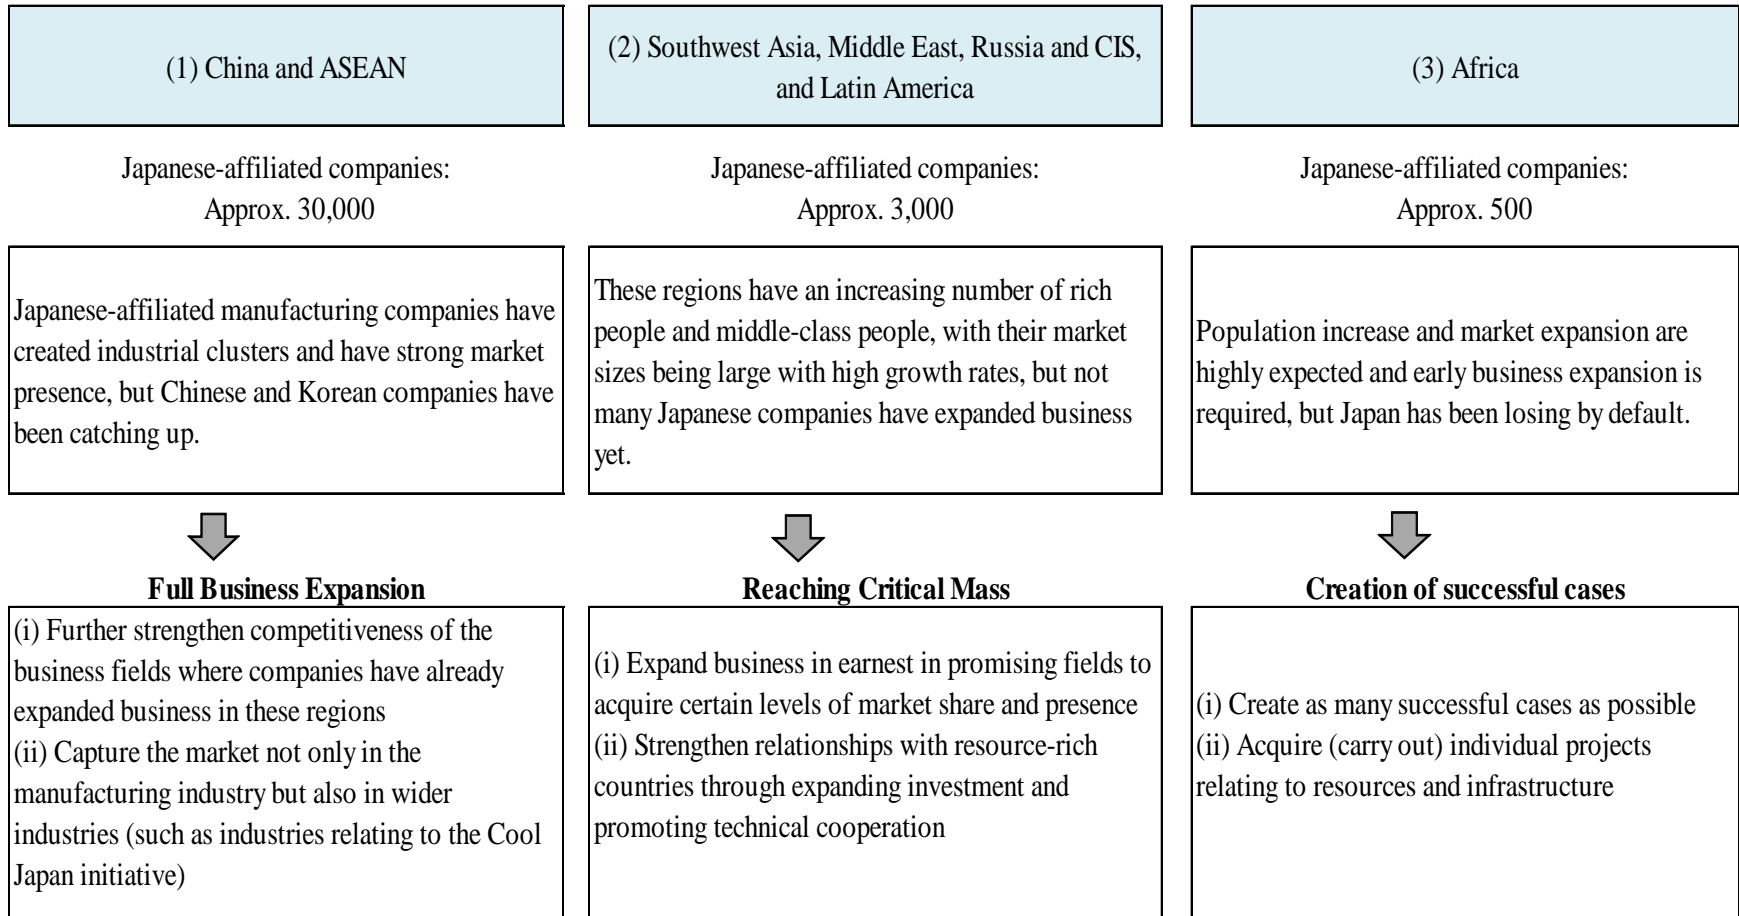 (1) China and ASEAN
Japanese-affiliated companies:
Approx. 30,000
Japanese-affiliated manufacturing companies have
created industrial clusters and have strong market
presence, but Chinese and Korean companies have
been catching up.
Full Business Expansion
(i) Further strengthen competitiveness of the
business fields where companies have already
expanded business in these regions
(ii) Capture the market not only in the
manufacturing industry but also in wider
industries (such as industries relating to the Cool
Japan initiative)
(2) Southwest Asia, Middle East, Russia and CIS,
and Latin America
Japanese-affiliated companies:
Approx. 3,000
These regions have an increasing number of rich
people and middle-class people, with their market
sizes being large with high growth rates, but not
many Japanese companies have expanded business
yet.
Reaching Critical Mass
(i) Expand business in earnest in promising fields to
acquire certain levels of market share and presence
(ii) Strengthen relationships with resource-rich
countries through expanding investment and
promoting technical cooperation
(3) Africa
Japanese-affiliated companies:
Approx. 500
Population increase and market expansion are
highly expected and early business expansion is
required, but Japan has been losing by default.
Creation of successful cases
(i) Create as many successful cases as possible
(ii) Acquire (carry out) individual projects
relating to resources and infrastructure